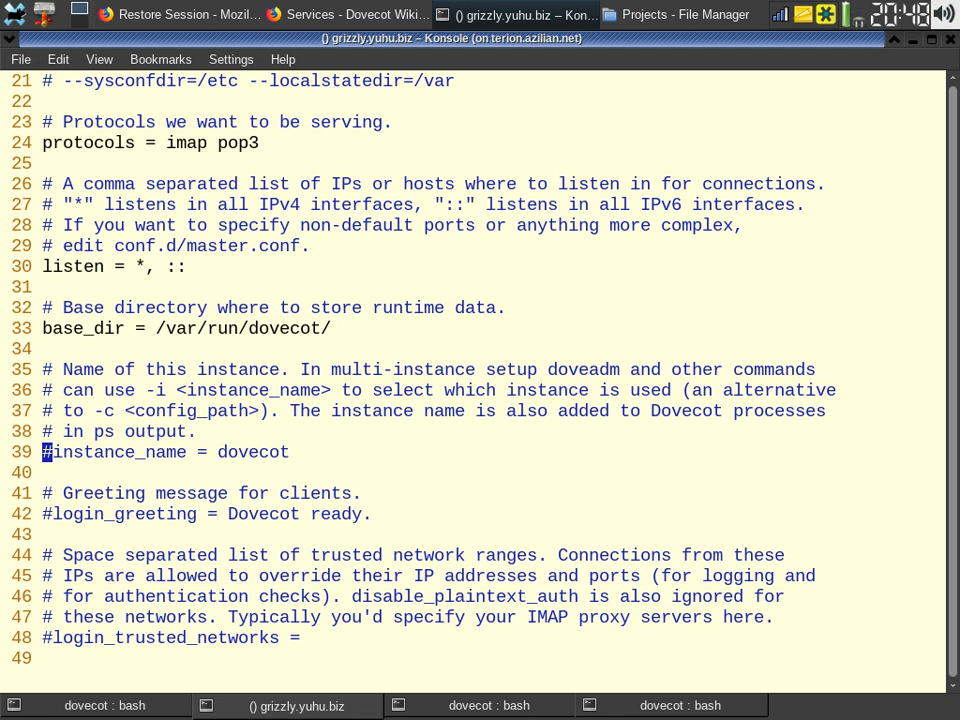 Restore Session - Mozil...
Services - Dovecot Wiki...
() grizzly.yuhu.biz – Kon...
Projects - File Manager
20:48
() grizzly.yuhu.biz – Konsole (on terion.azilian.net)
File Edit View Bookmarks Settings Help
21 # --sysconfdir=/etc --localstatedir=/var
22
23 # Protocols we want to be serving.
24 protocols = imap pop3
25
26 # A comma separated list of IPs or hosts where to listen in for connections.
27 # "*" listens in all IPv4 interfaces, "::" listens in all IPv6 interfaces.
28 # If you want to specify non-default ports or anything more complex,
29 # edit conf.d/master.conf.
30 listen = *, ::
31
32 # Base directory where to store runtime data.
33 base_dir = /var/run/dovecot/
34
35 # Name of this instance. In multi-instance setup doveadm and other commands
36 # can use -i <instance_name> to select which instance is used (an alternative
37 # to -c <config_path>). The instance name is also added to Dovecot processes
38 # in ps output.
39 #instance_name = dovecot
40
41 # Greeting message for clients.
42 #login_greeting = Dovecot ready.
43
44 # Space separated list of trusted network ranges. Connections from these
45 # IPs are allowed to override their IP addresses and ports (for logging and
46 # for authentication checks). disable_plaintext_auth is also ignored for
47 # these networks. Typically you'd specify your IMAP proxy servers here.
48 #login_trusted_networks =
49
dovecot : bash
() grizzly.yuhu.biz
dovecot : bash
dovecot : bash